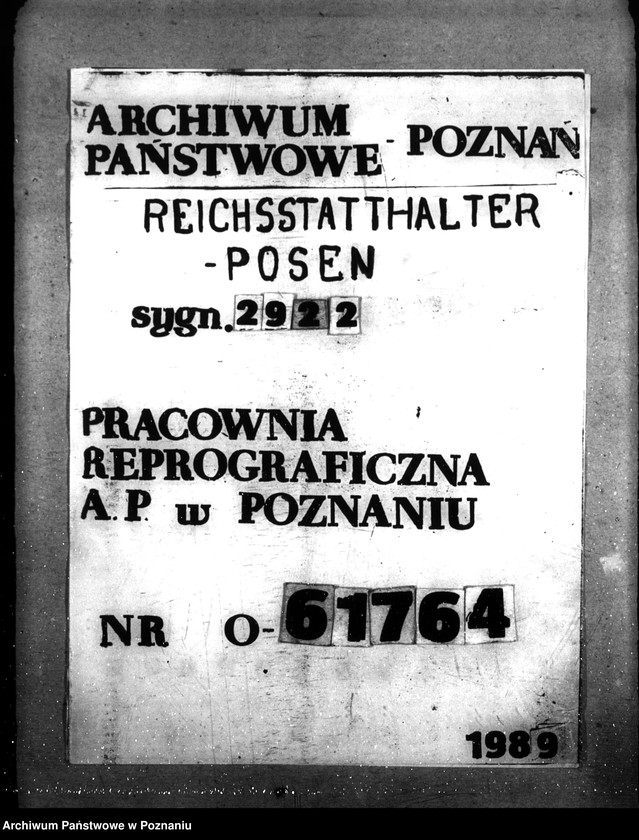 ARCHIWUM
PAŃSTWOWE - POZNAŃ
REICHSSTATTHALTER
-POSEN
sygn. 2922
PRACOWNIA
REPROGRAFICZNA
A.P. w POZNANIU
NR O-61764
1989
Archiwum Państwowe w Poznaniu